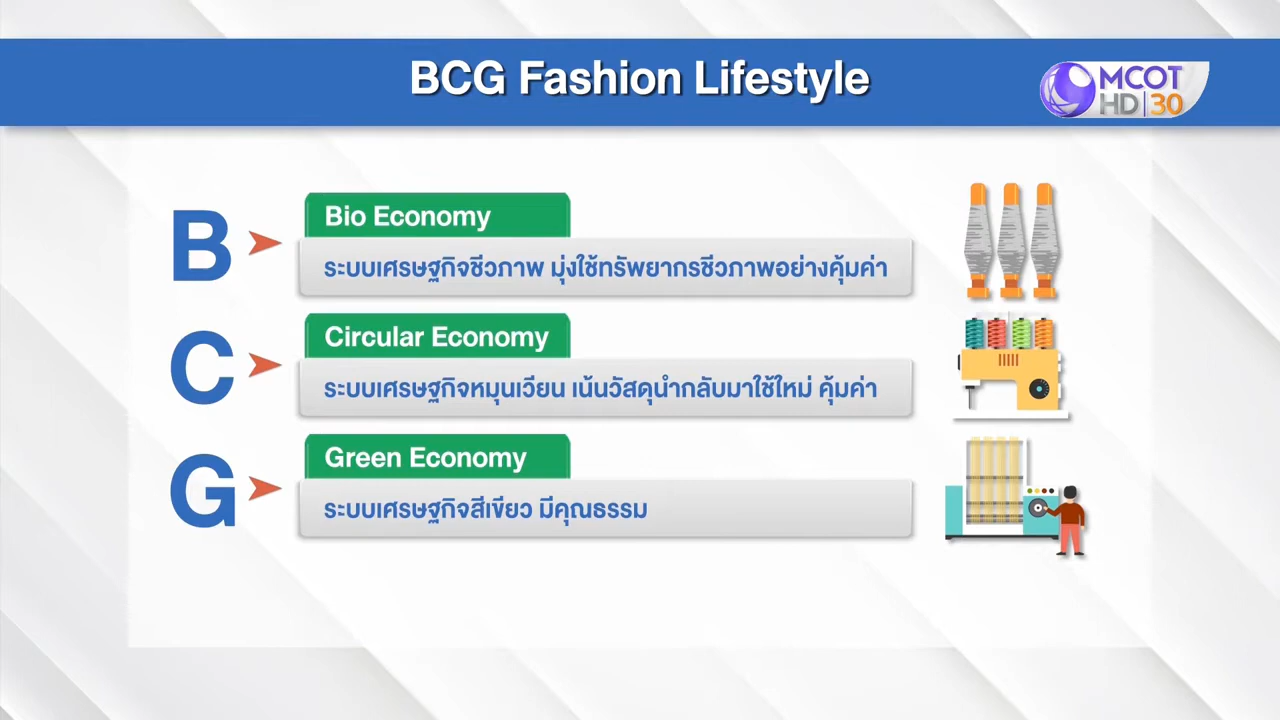 BCG Fashion Lifestyle
MCOT
HD 30
B
Bio Economy
ระบบเศรษฐกิจชีวภาพ มุ่งใช้ทรัพยากรชีวภาพอย่างคุ้มค่า
C
Circular Economy
ระบบเศรษฐกิจหมุนเวียน เน้นวัสดุนำกลับมาใช้ใหม่ คุ้มค่า
G
Green Economy
ระบบเศรษฐกิจสีเขียว มีคุณธรรม